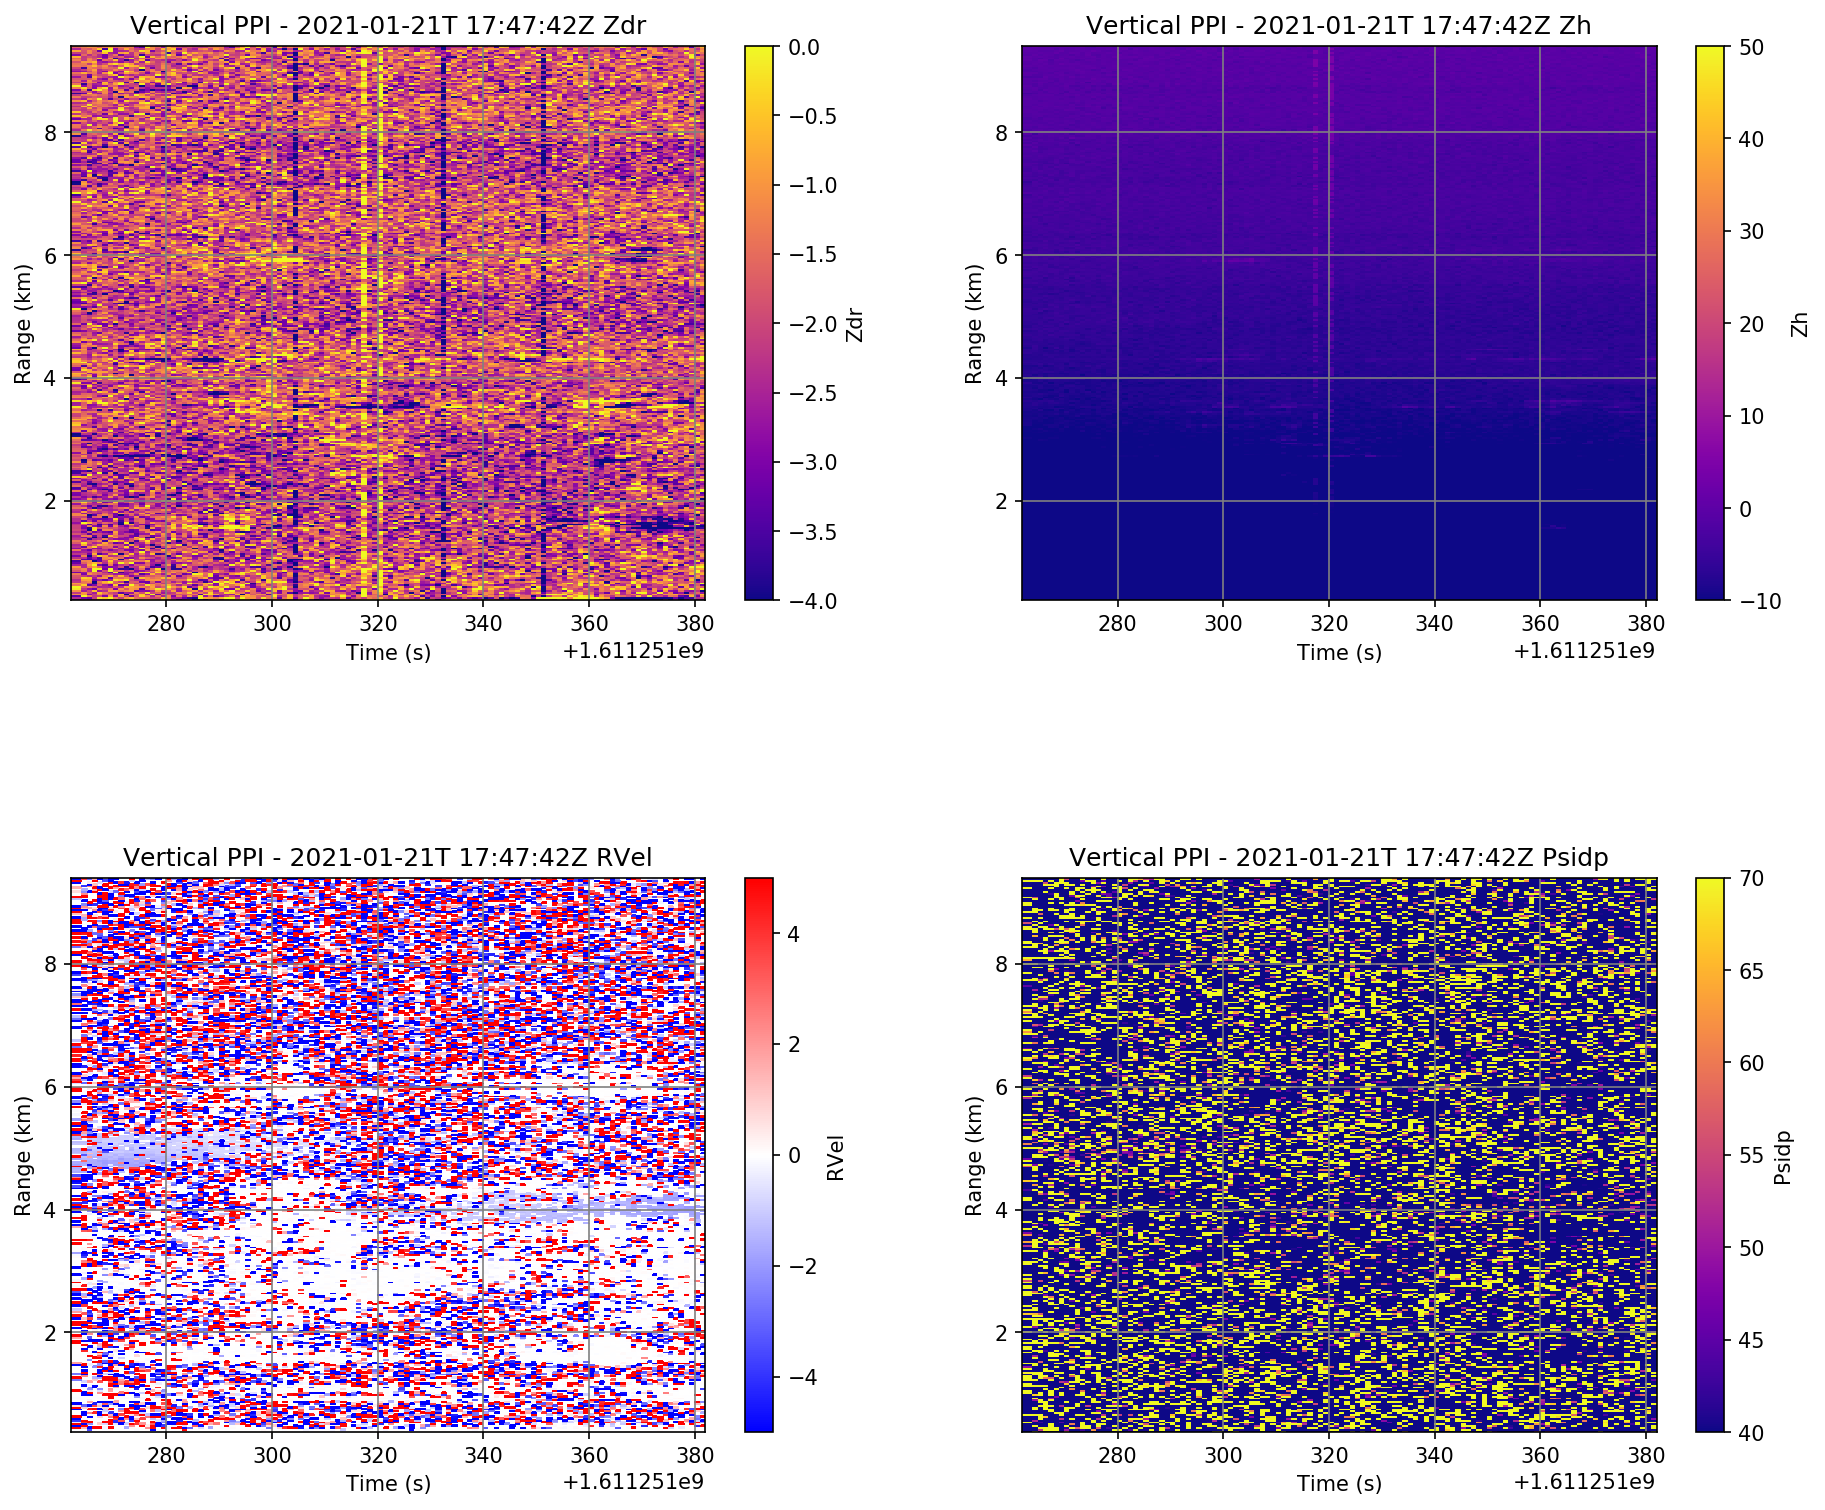 Vertical PPI - 2021-01-21T 17:47:42Z Zdr
Range (km)
8
6
4
2
280 300 320 340 360 380
Time (s)
+1.611251e9
0.0
−0.5
−1.0
−1.5
−2.0
−2.5
−3.0
−3.5
−4.0
Zdr
Vertical PPI - 2021-01-21T 17:47:42Z Zh
Range (km)
8
6
4
2
280 300 320 340 360 380
Time (s)
+1.611251e9
50
40
30
20
10
0
−10
Zh
Vertical PPI - 2021-01-21T 17:47:42Z RVel
Range (km)
8
6
4
2
280 300 320 340 360 380
Time (s)
+1.611251e9
4
2
0
−2
−4
RVel
Vertical PPI - 2021-01-21T 17:47:42Z Psidp
Range (km)
8
6
4
2
280 300 320 340 360 380
Time (s)
+1.611251e9
70
65
60
55
50
45
40
Psidp